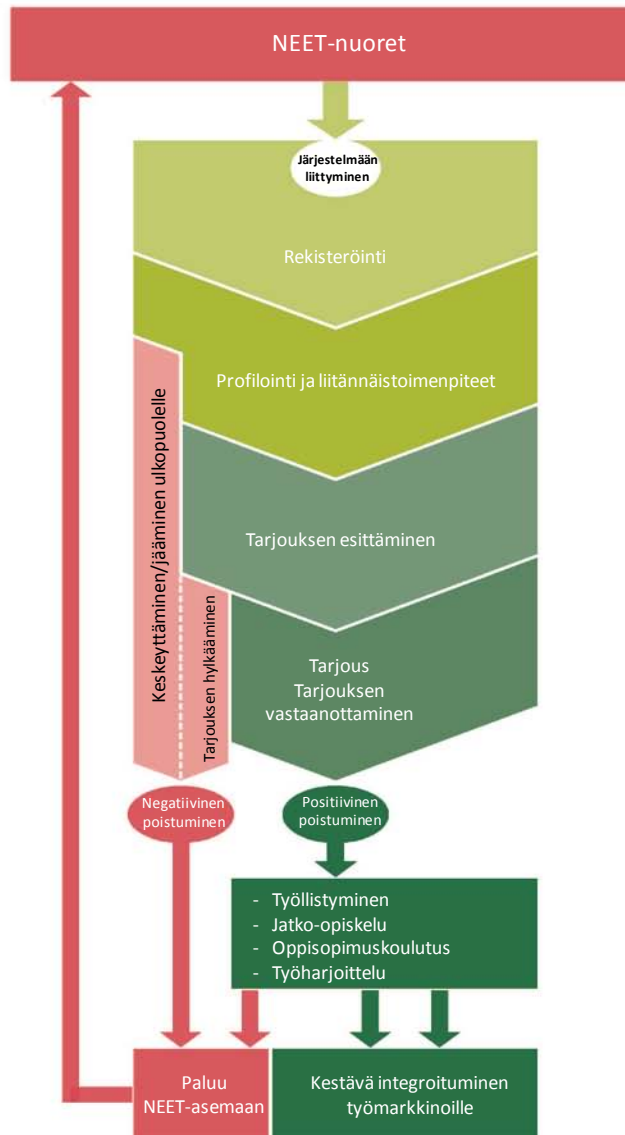 NEET-nuoret
Järjestelmään
liittyminen
Rekisteröinti
Profilointi ja liitännäistoimenpiteet
Keskeyttäminen/jääminen ulkopuolelle
Tarjouksen esittäminen
Tarjouksen hylkääminen
Tarjous
Tarjouksen
vastaanottaminen
Negatiivinen
poistuminen
Positiivinen
poistuminen
- Työllistyminen
- Jatko-opiskelu
- Oppisopimuskoulutus
- Työharjoittelu
Paluu
NEET-asemaan
Kestävä integroituminen
työmarkkinoille